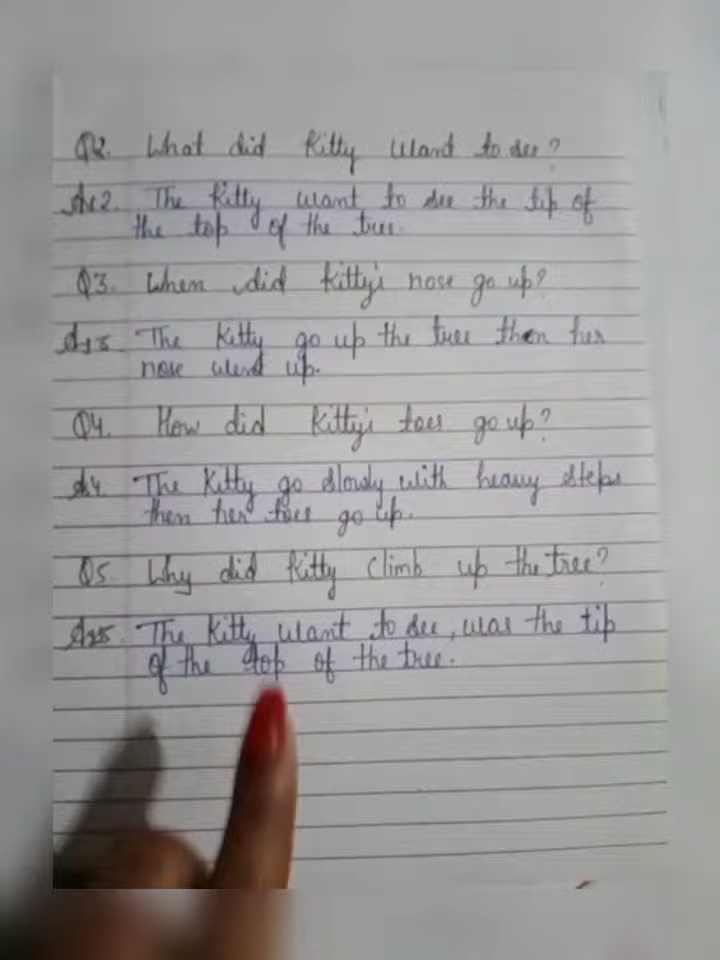 Q2. What did Kitty want to see?
Ans2. The Kitty want to see the tip of
the top of the tree.
Q3. When did Kitty's nose go up?
Ans3. The Kitty go up the tree then her
nose went up.
Q4. How did Kitty's toes go up?
Ans4. The Kitty go slowly with heavy steps
then her toes go up.
Q5 Why did Kitty climb up the tree?
Ans5. The Kitty want to see, was the tip
of the top of the tree.